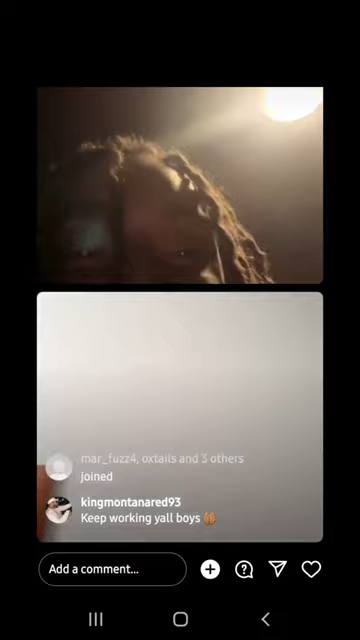 mar_fuzz4, oxtails and 3 others
joined
kingmontanared93
Keep working yall boys 🤎
Add a comment...